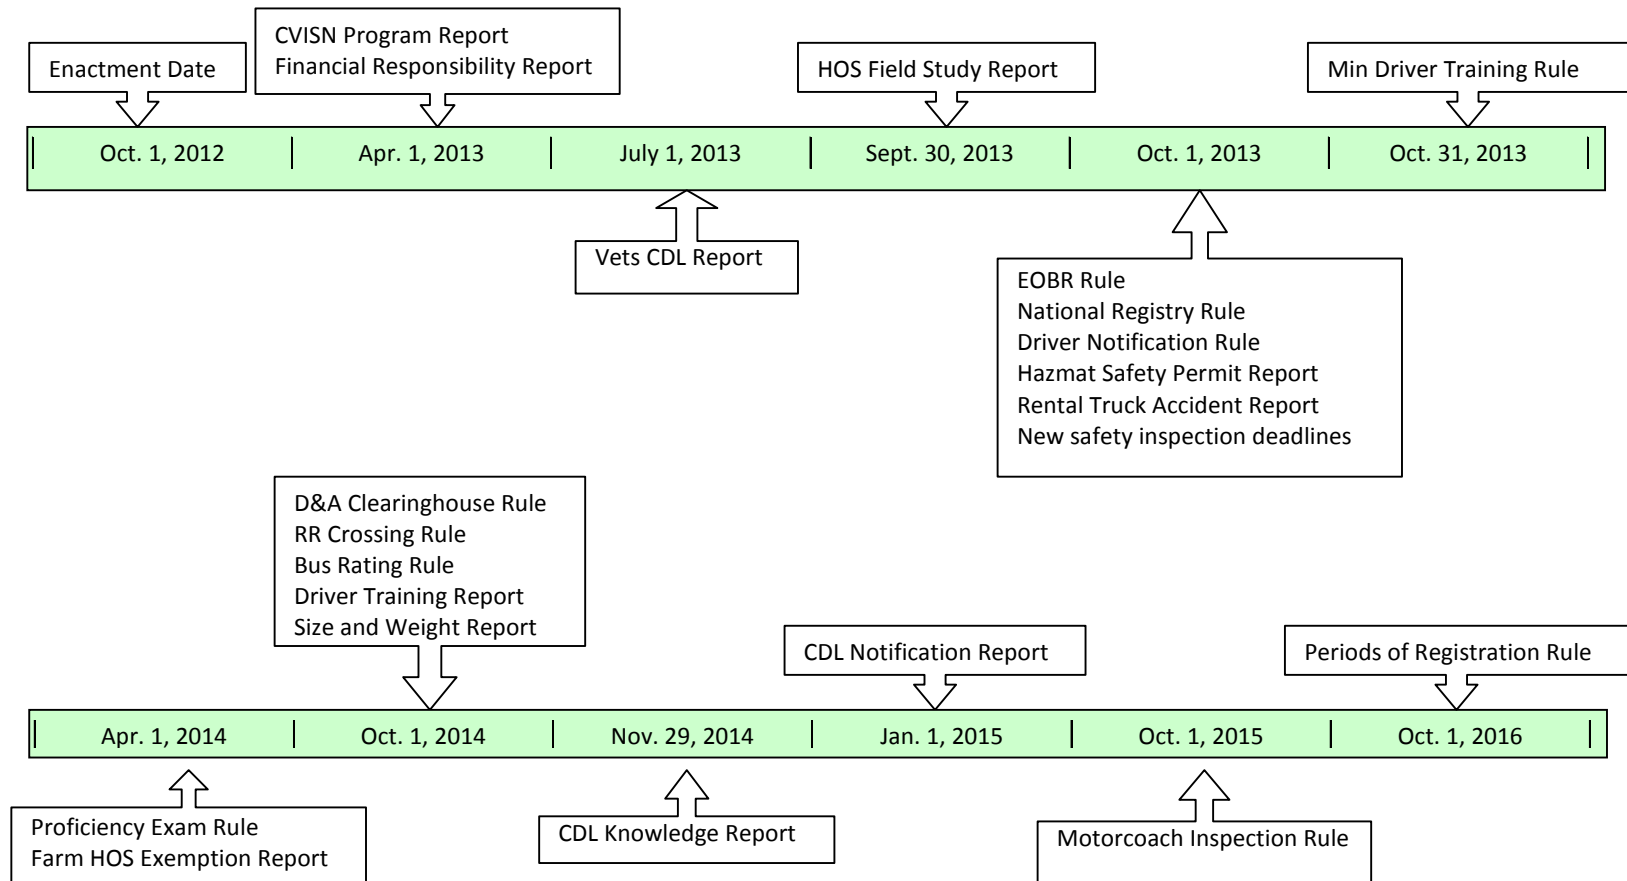 CVISN Program Report
Financial Responsibility Report
Enactment Date
HOS Field Study Report
Min Driver Training Rule
Oct. 1, 2012
Apr. 1, 2013
July 1, 2013
Sept. 30, 2013
Oct. 1, 2013
Oct. 31, 2013
Vets CDL Report
EOBR Rule
National Registry Rule
Driver Notification Rule
Hazmat Safety Permit Report
Rental Truck Accident Report
New safety inspection deadlines
D&A Clearinghouse Rule
RR Crossing Rule
Bus Rating Rule
Driver Training Report
Size and Weight Report
CDL Notification Report
Periods of Registration Rule
Apr. 1, 2014
Oct. 1, 2014
Nov. 29, 2014
Jan. 1, 2015
Oct. 1, 2015
Oct. 1, 2016
Proficiency Exam Rule
Farm HOS Exemption Report
CDL Knowledge Report
Motorcoach Inspection Rule